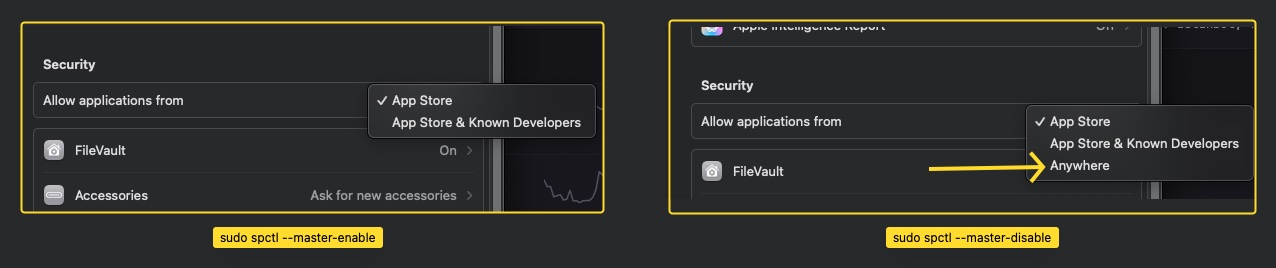 Security
Allow applications from
✓ App Store
App Store & Known Developers
FileVault
On
Accessories
Ask for new accessories
sudo spctl --master-enable
Apple Intelligence Report
Security
Allow applications from
✓ App Store
App Store & Known Developers
Anywhere
FileVault
sudo spctl --master-disable